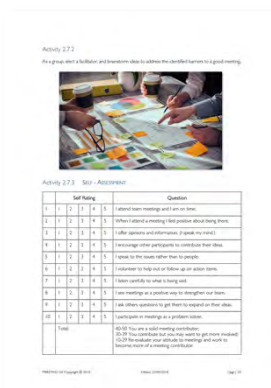 Activity 2.7.2
As a group elect a facilitator, and brainstorm ideas to address the identified barriers to a good meeting.
Activity 2.7.3 SELF – ASSESSMENT
Self Rating Question
1 1 2 3 4 5 I attend team meetings and I am on time.
2 1 2 3 4 5 When I attend a meeting I feel positive about being there.
3 1 2 3 4 5 I offer opinions and information. (I speak my mind)
4 1 2 3 4 5 I encourage other participants to contribute their ideas.
5 1 2 3 4 5 I speak to the issues rather than to people.
6 1 2 3 4 5 I volunteer to help out or follow up on action items.
7 1 2 3 4 5 I listen carefully to what is being said.
8 1 2 3 4 5 I see meetings as a positive way to strengthen our team.
9 1 2 3 4 5 I ask others questions to get them to expand on their ideas.
10 1 2 3 4 5 I participate in meetings as a problem solver.
Total 40-50 You are a solid meeting contributor.
30-39 You contribute but you may want to get more involved
10-29 Re-evaluate your attitude to meetings and work to
become more of a meeting contributor.
Copyright © 2019